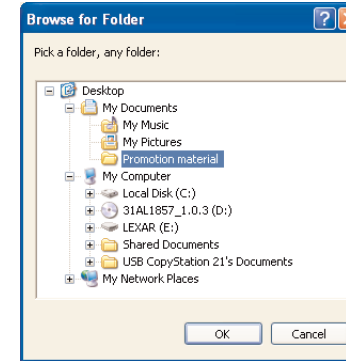 Browse for Folder
Pick a folder, any folder:
Desktop
My Documents
My Music
My Pictures
Promotion material
My Computer
Local Disk (C:)
31AL1857_1.0.3 (D:)
LEXAR (E:)
Shared Documents
USB CopyStation 21's Documents
My Network Places
OK
Cancel